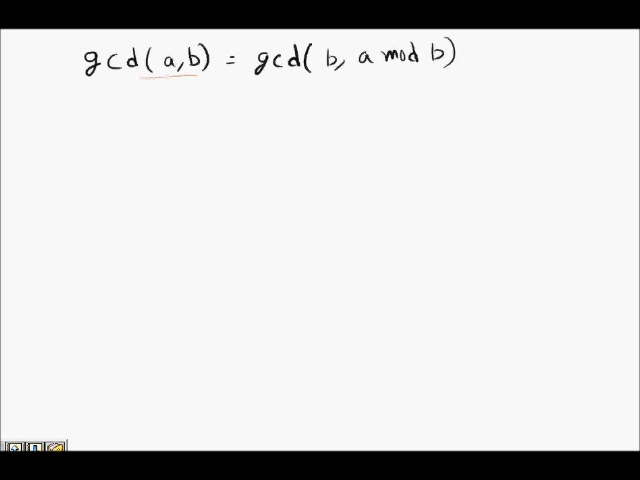 gcd(a,b) = gcd(b, a mod b)